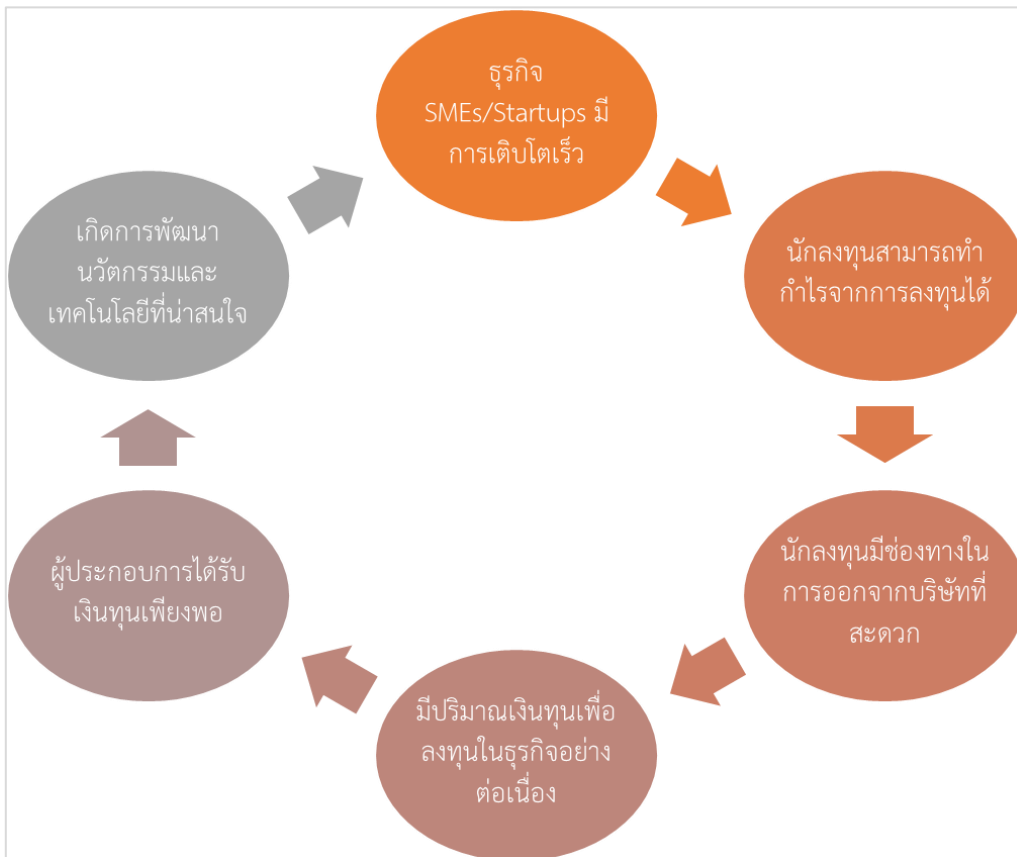 ธุรกิจ
SMEs/Startups มี
การเติบโตเร็ว
นักลงทุนสามารถทำ
กำไรจากการลงทุนได้
นักลงทุนมีช่องทางใน
การออกจากบริษัทที่
สะดวก
มีปริมาณเงินทุนเพื่อ
ลงทุนในธุรกิจอย่าง
ต่อเนื่อง
ผู้ประกอบการได้รับ
เงินทุนเพียงพอ
เกิดการพัฒนา
นวัตกรรมและ
เทคโนโลยีที่น่าสนใจ